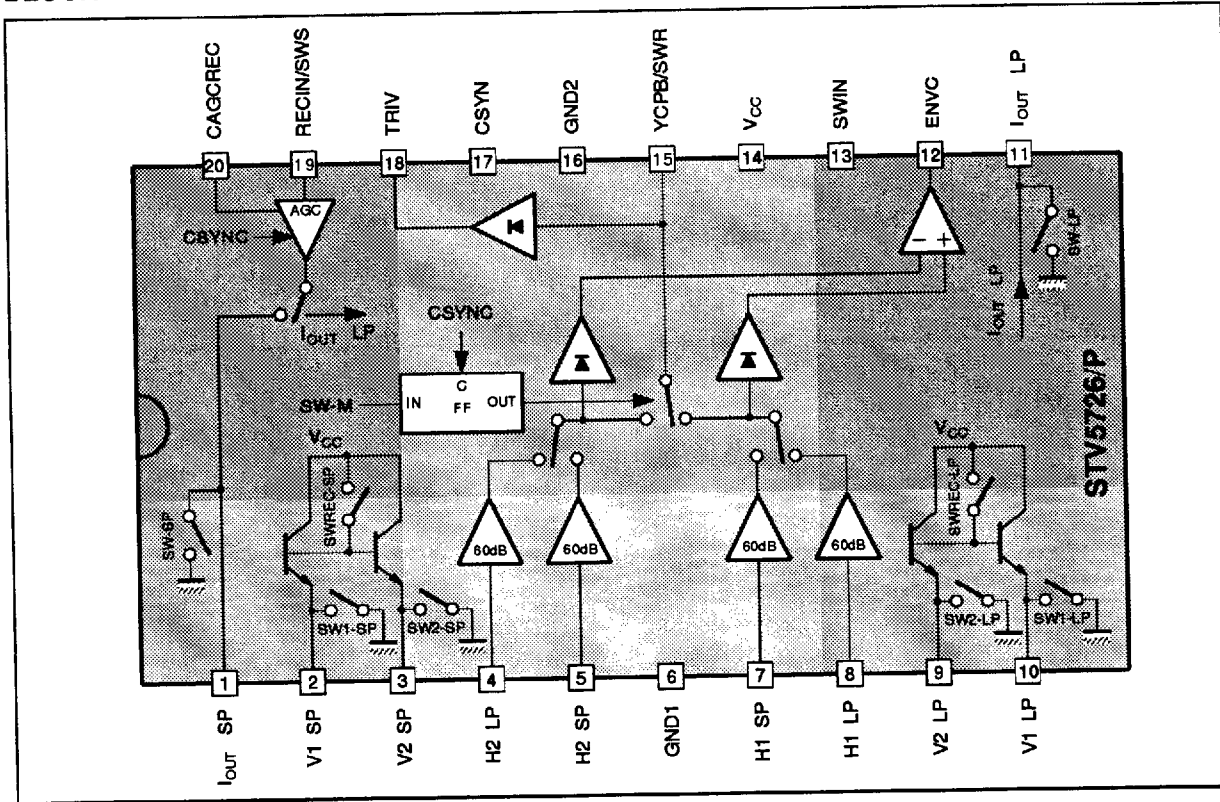 CAGCREC
RECIN/SWS
TRIV
CSYN
GND2
YCPB/SWR
VCC
SWIN
ENVC
IOUT LP
20
19
18
17
16
15
14
13
12
11
AGC
CSYNC
IOUT LP
- +
SW-LP
IOUT LP
CSYNC
SW-M
IN
C
FF
OUT
STV5726/P
VCC
SWREC-SP
SW-SP
60dB
60dB
60dB
60dB
VCC
SWREC-LP
SW1-SP
SW2-SP
SW2-LP
SW1-LP
1
2
3
4
5
6
7
8
9
10
IOUT SP
V1 SP
V2 SP
H2 LP
H2 SP
GND1
H1 SP
H1 LP
V2 LP
V1 LP